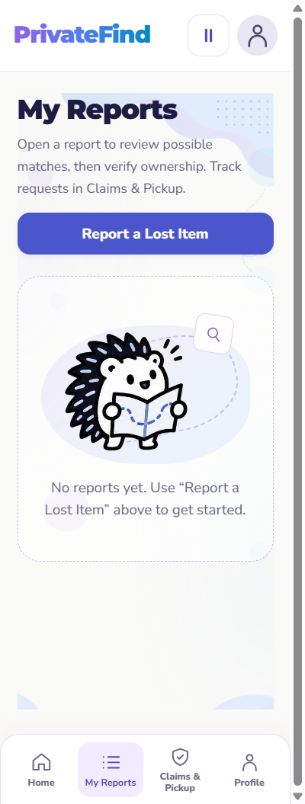 PrivateFind
My Reports
Open a report to review possible
matches, then verify ownership. Track
requests in Claims & Pickup.
Report a Lost Item
No reports yet. Use “Report a
Lost Item” above to get started.
Home
My Reports
Claims &
Pickup
Profile